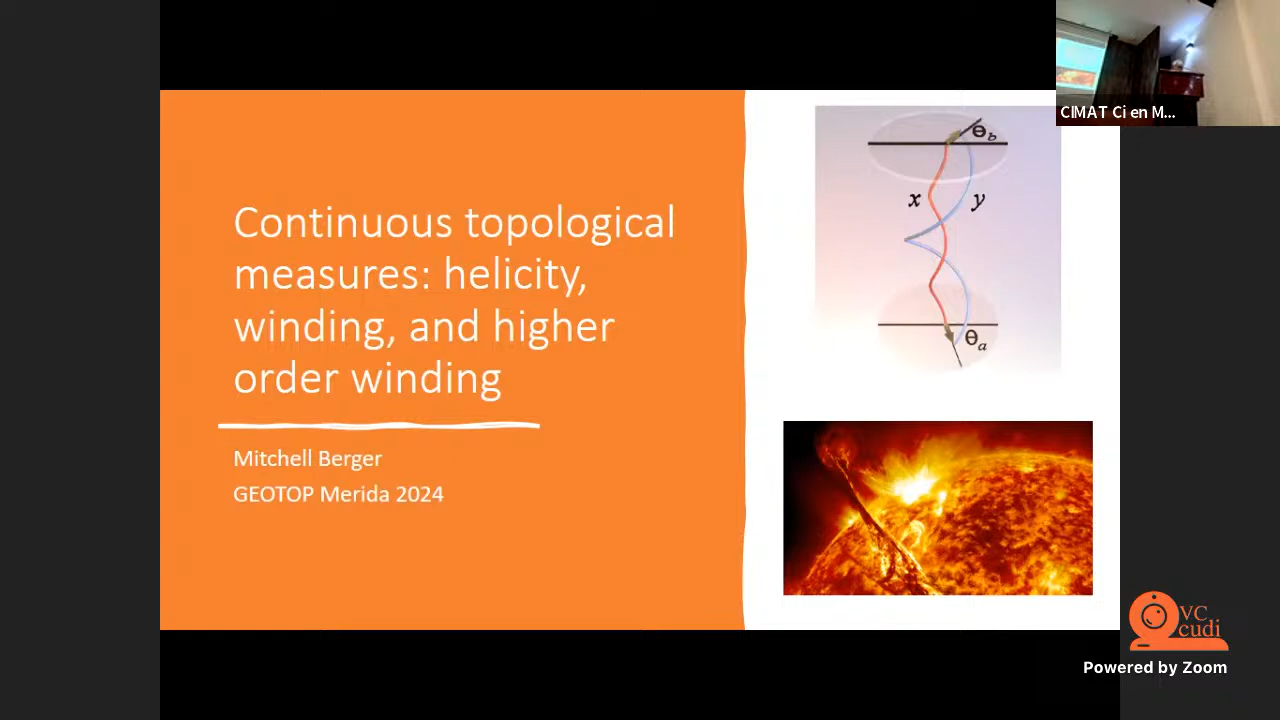 Continuous topological
measures: helicity,
winding, and higher
order winding
Mitchell Berger
GEOTOP Merida 2024
θb
x
y
θa
CIMAT Ci en M...
VC
cudi
Powered by Zoom